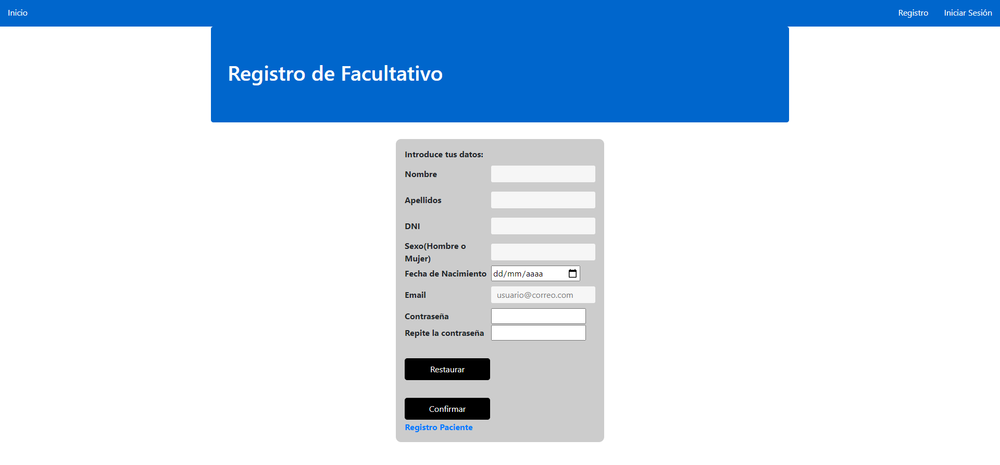 Inicio
Registro
Iniciar Sesión
Registro de Facultativo
Introduce tus datos:
Nombre
Apellidos
DNI
Sexo(Hombre o
Mujer)
Fecha de Nacimiento
dd/mm/aaaa
Email
usuario@correo.com
Contraseña
Repite la contraseña
Restaurar
Confirmar
Registro Paciente